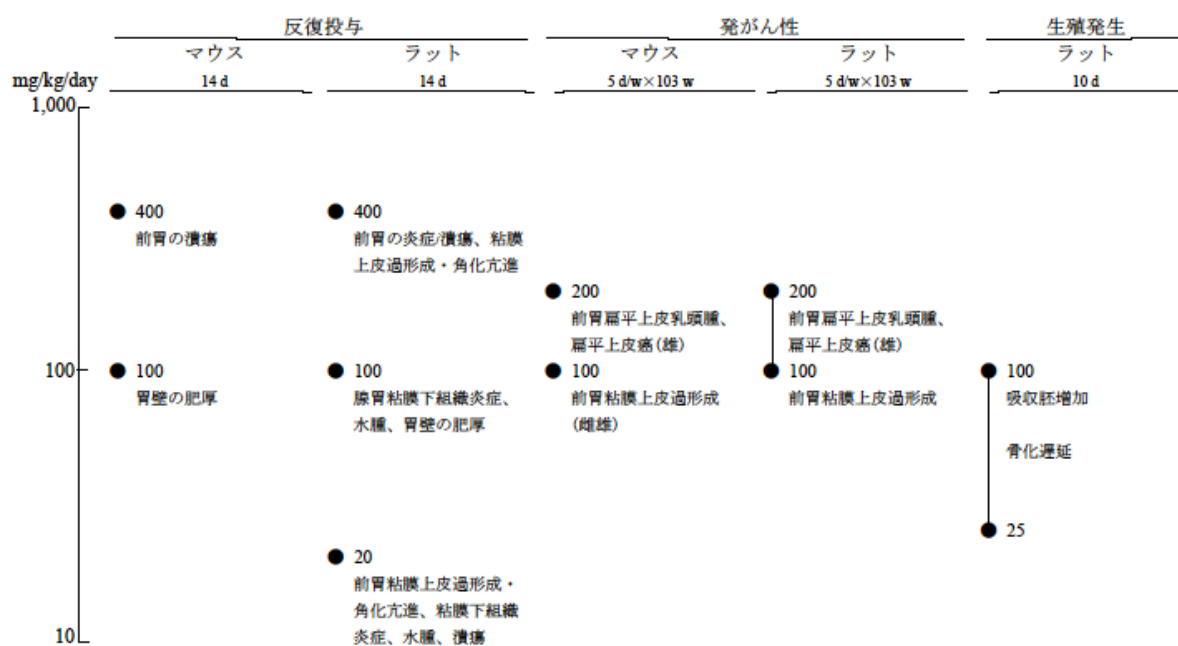 反復投与 発がん性 生殖発生
マウス ラット マウス ラット ラット
mg/kg/day 14 d 14 d 5 d/w×103 w 5 d/w×103 w 10 d
1,000
400 400
前胃の潰瘍 前胃の炎症/潰瘍、粘膜
上皮過形成・角化亢進
200 200
前胃扁平上皮乳頭腫、 前胃扁平上皮乳頭腫、
扁平上皮癌(雄) 扁平上皮癌(雄)
100 100 100 100 100 100
胃壁の肥厚 腺胃粘膜下組織炎症、 前胃粘膜上皮過形成 前胃粘膜上皮過形成 吸収胚増加
水腫、胃壁の肥厚 (雌雄)
骨化遅延
25
20
前胃粘膜上皮過形成・
角化亢進、粘膜下組織
炎症、水腫、潰瘍
10